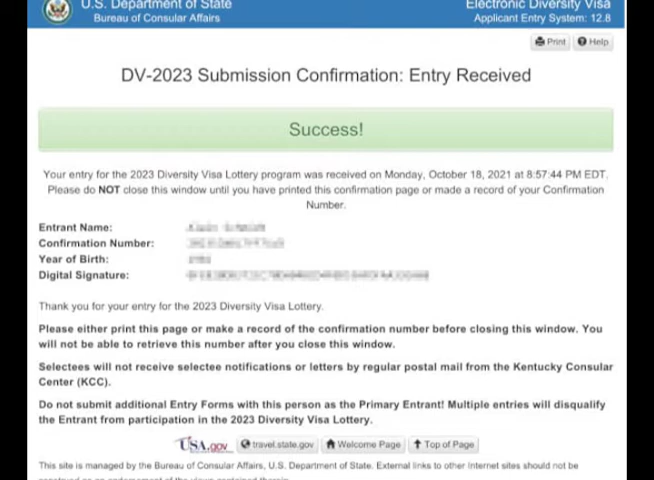 U.S. Department of State
Bureau of Consular Affairs
Electronic Diversity Visa
Applicant Entry System: 12.8
Print
Help
DV-2023 Submission Confirmation: Entry Received
Success!
Your entry for the 2023 Diversity Visa Lottery program was received on Monday, October 18, 2021 at 8:57:44 PM EDT.
Please do NOT close this window until you have printed this confirmation page or made a record of your Confirmation
Number.
Entrant Name:
Confirmation Number:
Year of Birth:
Digital Signature:
Thank you for your entry for the 2023 Diversity Visa Lottery.
Please either print this page or make a record of the confirmation number before closing this window. You
will not be able to retrieve this number after you close this window.
Selectees will not receive selectee notifications or letters by regular postal mail from the Kentucky Consular
Center (KCC).
Do not submit additional Entry Forms with this person as the Primary Entrant! Multiple entries will disqualify
the Entrant from participation in the 2023 Diversity Visa Lottery.
USA.gov travel.state.gov Welcome Page Top of Page
This site is managed by the Bureau of Consular Affairs, U.S. Department of State. External links to other Internet sites should not be